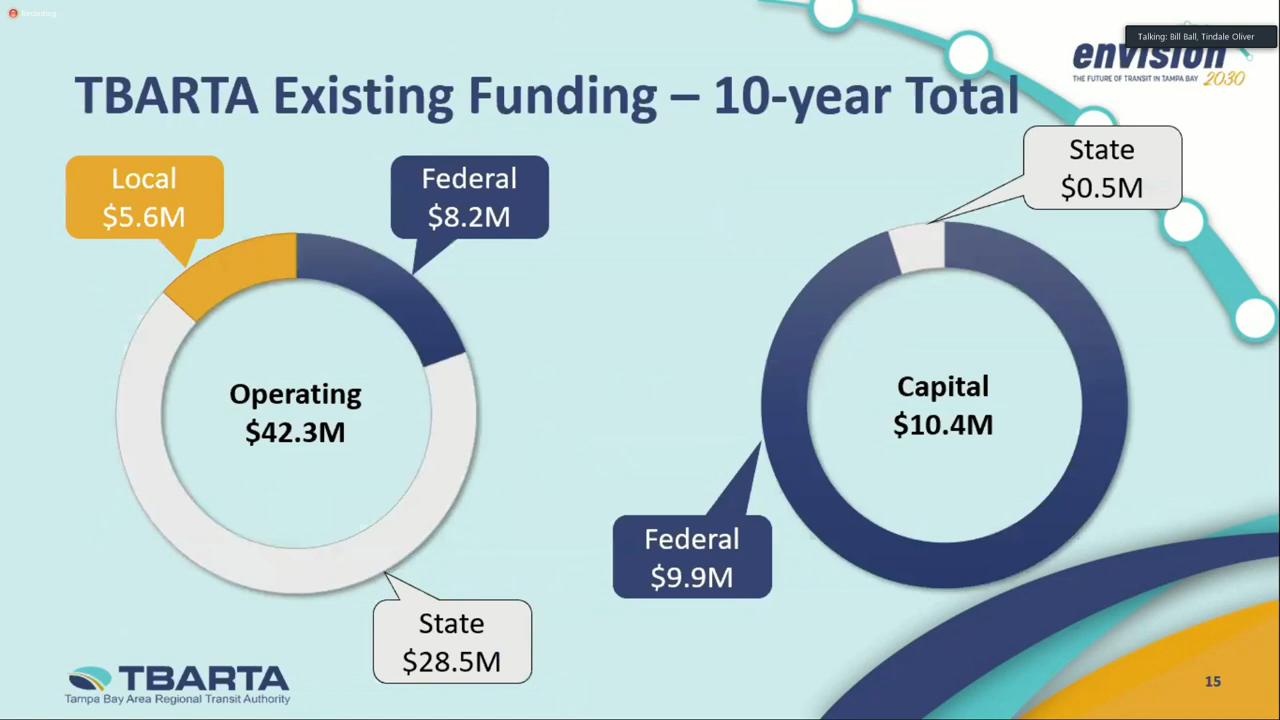 Recording
Talking: Bill Ball, Tindale Oliver
envision
THE FUTURE OF TRANSIT IN TAMPA BAY 2030
TBARTA Existing Funding – 10-year Total
Local
$5.6M
Federal
$8.2M
Operating
$42.3M
State
$28.5M
State
$0.5M
Capital
$10.4M
Federal
$9.9M
TBARTA
Tampa Bay Area Regional Transit Authority
15